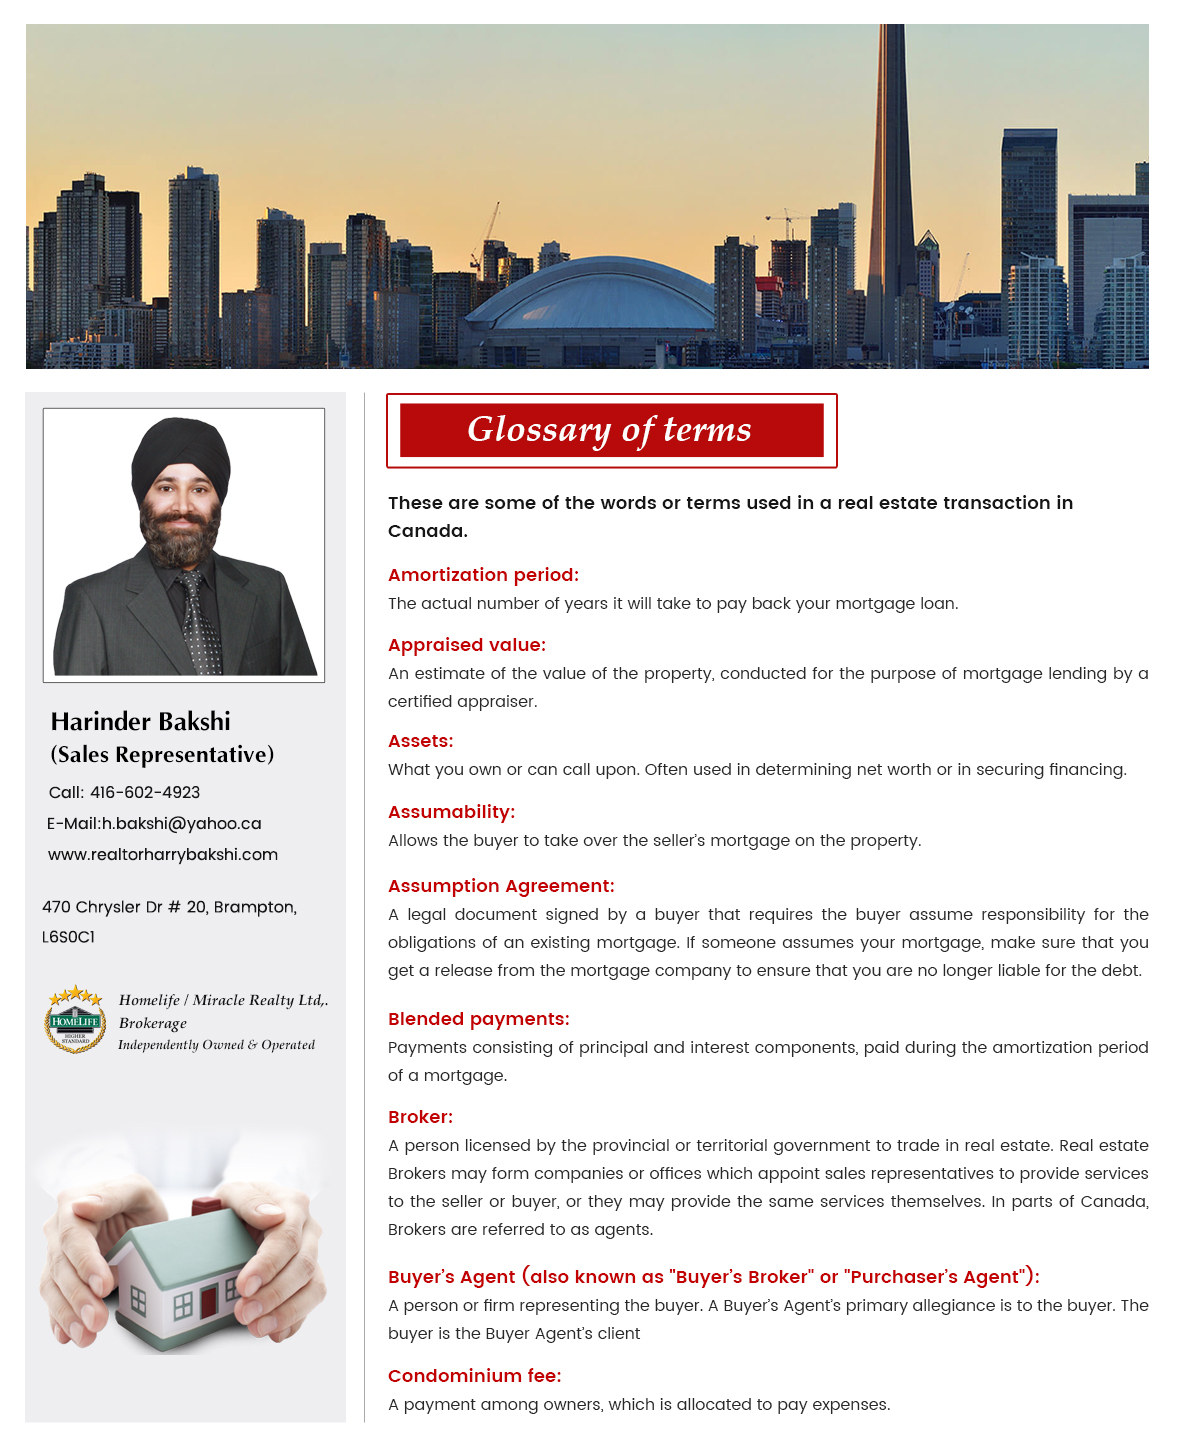 Glossary of terms
These are some of the words or terms used in a real estate transaction in
Canada.
Amortization period:
The actual number of years it will take to pay back your mortgage loan.
Appraised value:
An estimate of the value of the property, conducted for the purpose of mortgage lending by a
certified appraiser.
Assets:
What you own or can call upon. Often used in determining net worth or in securing financing.
Assumability:
Allows the buyer to take over the seller's mortgage on the property.
Assumption Agreement:
A legal document signed by a buyer that requires the buyer assume responsibility for the
obligations of an existing mortgage. If someone assumes your mortgage, make sure that you
get a release from the mortgage company to ensure that you are no longer liable for the debt.
Blended payments:
Payments consisting of principal and interest components, paid during the amortization period
of a mortgage.
Broker:
A person licensed by the provincial or territorial government to trade in real estate. Real estate
Brokers may form companies or offices which appoint sales representatives to provide services
to the seller or buyer, or they may provide the same services themselves. In parts of Canada,
Brokers are referred to as agents.
Buyer's Agent (also known as "Buyer's Broker" or "Purchaser's Agent"):
A person or firm representing the buyer. A Buyer's Agent's primary allegiance is to the buyer. The
buyer is the Buyer Agent's client
Condominium fee:
A payment among owners, which is allocated to pay expenses.
Harinder Bakshi
(Sales Representative)
Call: 416-602-4923
E-Mail:h.bakshi@yahoo.ca
www.realtorharrybakshi.com
470 Chrysler Dr # 20, Brampton,
L6S0C1
HOMELIFE
HIGHER
STANDARD
Homelife / Miracle Realty Ltd,.
Brokerage
Independently Owned & Operated